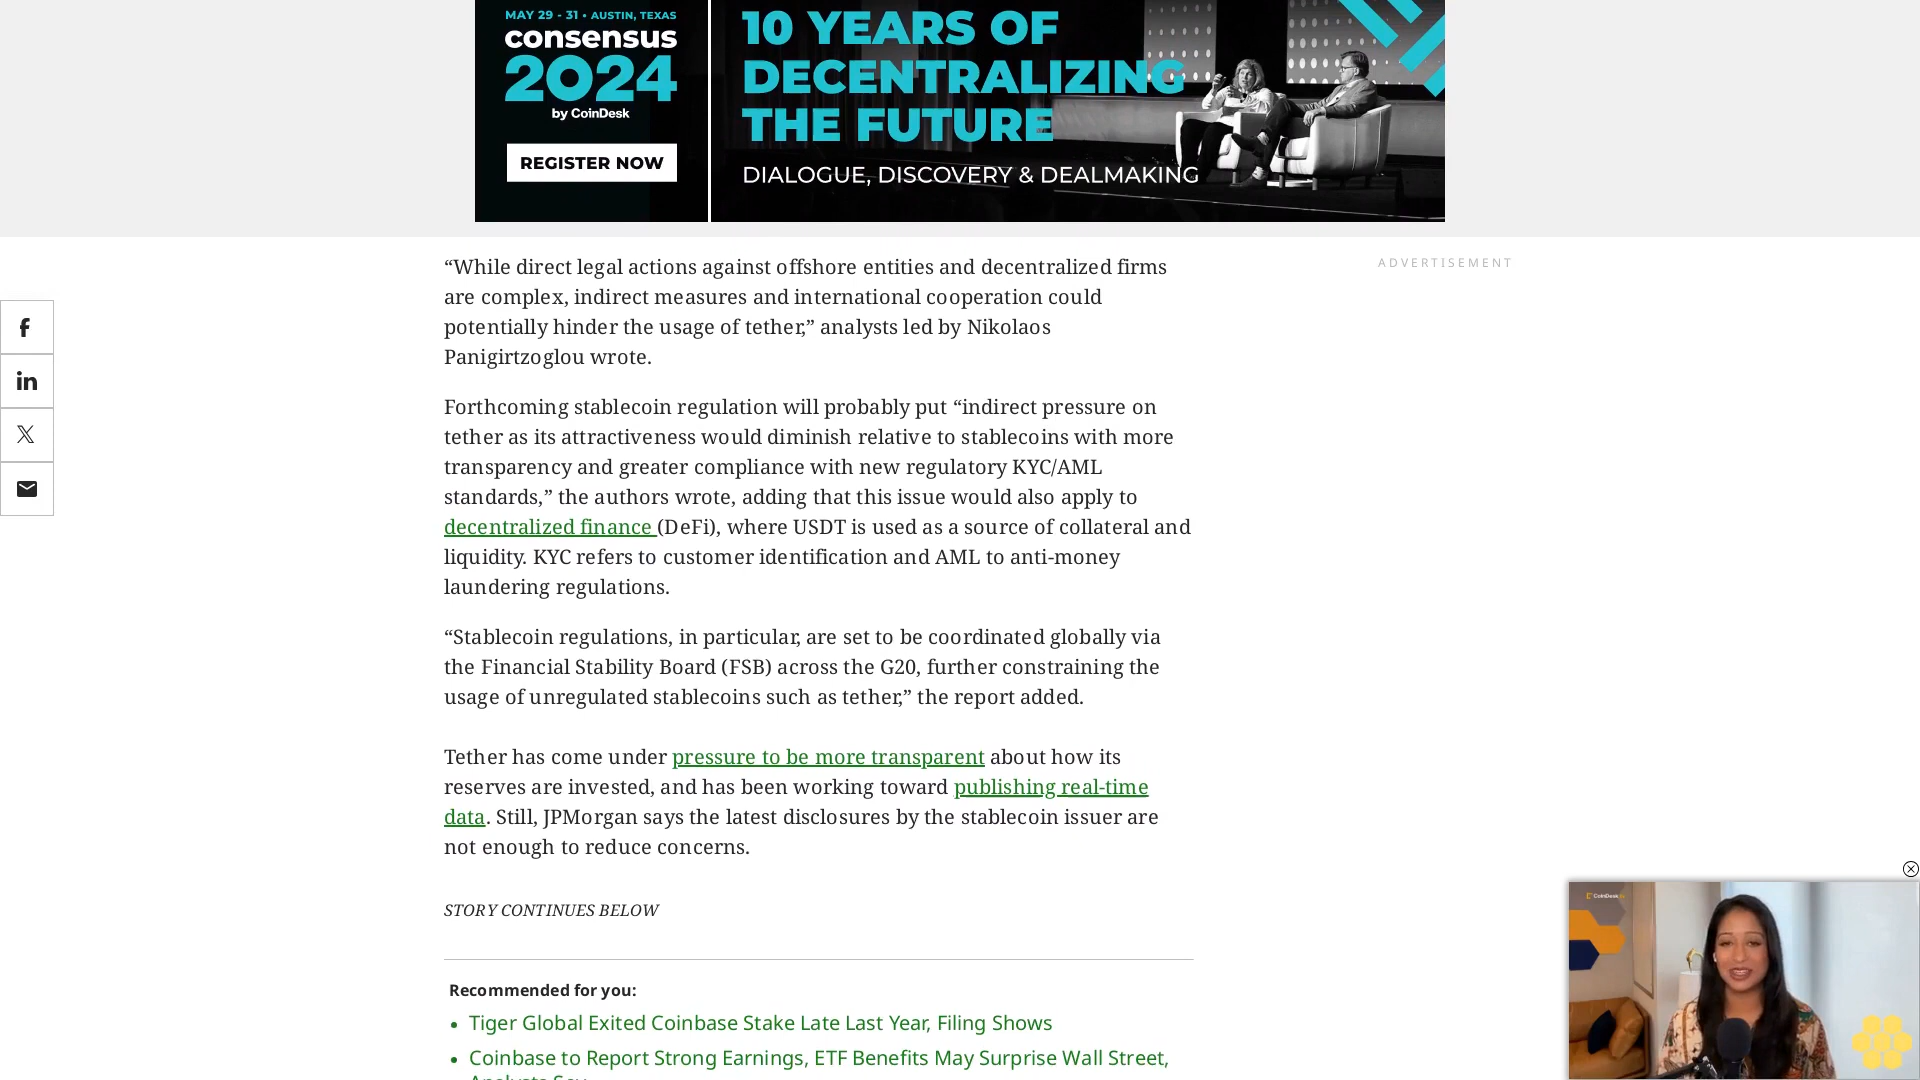 MAY 29 - 31 • AUSTIN, TEXAS
consensus
2024
by CoinDesk
REGISTER NOW
10 YEARS OF
DECENTRALIZING
THE FUTURE
DIALOGUE, DISCOVERY & DEALMAKING
ADVERTISEMENT
“While direct legal actions against offshore entities and decentralized firms
are complex, indirect measures and international cooperation could
potentially hinder the usage of tether,” analysts led by Nikolaos
Panigirtzoglou wrote.
Forthcoming stablecoin regulation will probably put “indirect pressure on
tether as its attractiveness would diminish relative to stablecoins with more
transparency and greater compliance with new regulatory KYC/AML
standards,” the authors wrote, adding that this issue would also apply to
decentralized finance (DeFi), where USDT is used as a source of collateral and
liquidity. KYC refers to customer identification and AML to anti-money
laundering regulations.
“Stablecoin regulations, in particular, are set to be coordinated globally via
the Financial Stability Board (FSB) across the G20, further constraining the
usage of unregulated stablecoins such as tether,” the report added.
Tether has come under pressure to be more transparent about how its
reserves are invested, and has been working toward publishing real-time
data. Still, JPMorgan says the latest disclosures by the stablecoin issuer are
not enough to reduce concerns.
STORY CONTINUES BELOW
Recommended for you:
• Tiger Global Exited Coinbase Stake Late Last Year, Filing Shows
• Coinbase to Report Strong Earnings, ETF Benefits May Surprise Wall Street,
CoinDesk